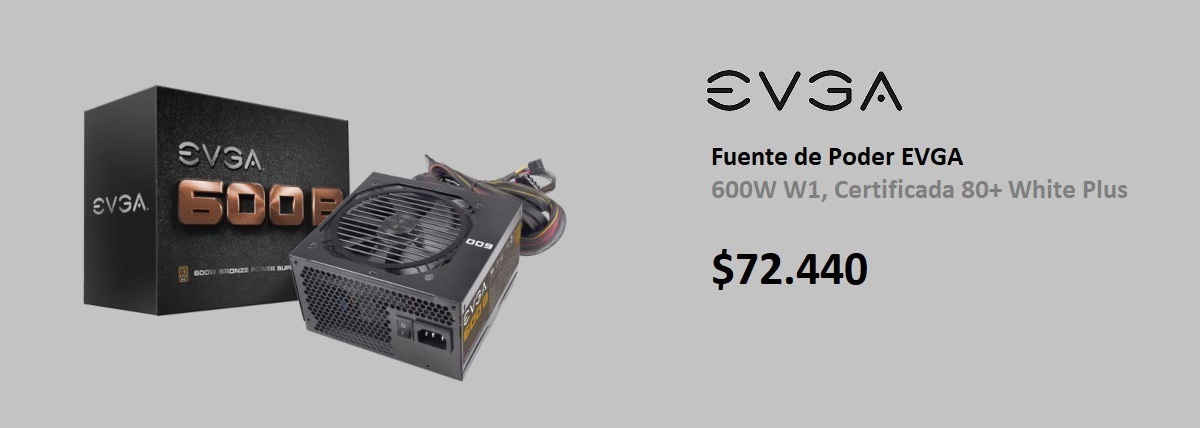 EVGA
EVGA.
600B
600W BRONZE POWER SUP
600
EVGA
600B
EVGA
Fuente de Poder EVGA
600W W1, Certificada 80+ White Plus
$72.440